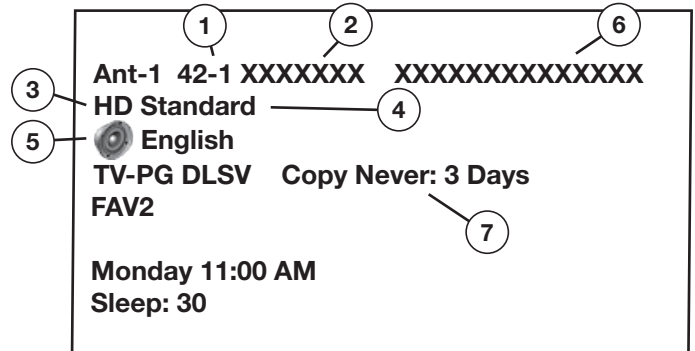 1 2 6
Ant-1 42-1 XXXXXXX XXXXXXXXXXXXXX
3 HD Standard 4
5 English
TV-PG DLSV Copy Never: 3 Days
FAV2 7
Monday 11:00 AM
Sleep: 30